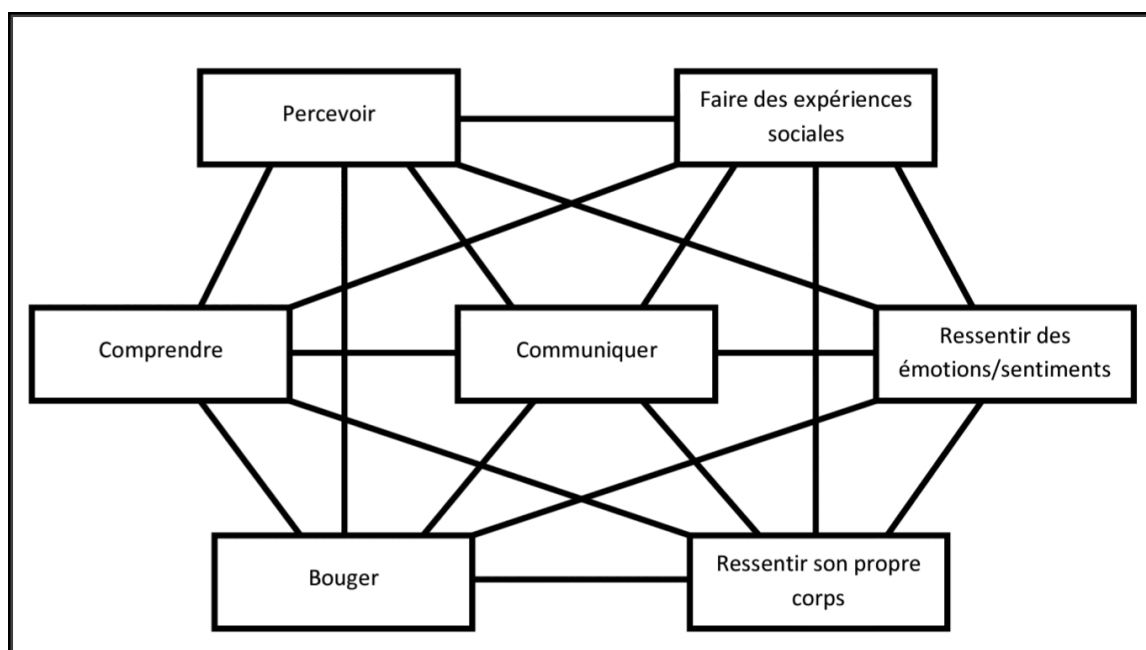 Percevoir
Faire des expériences
sociales
Comprendre
Communiquer
Ressentir des
émotions/sentiments
Bouger
Ressentir son propre
corps